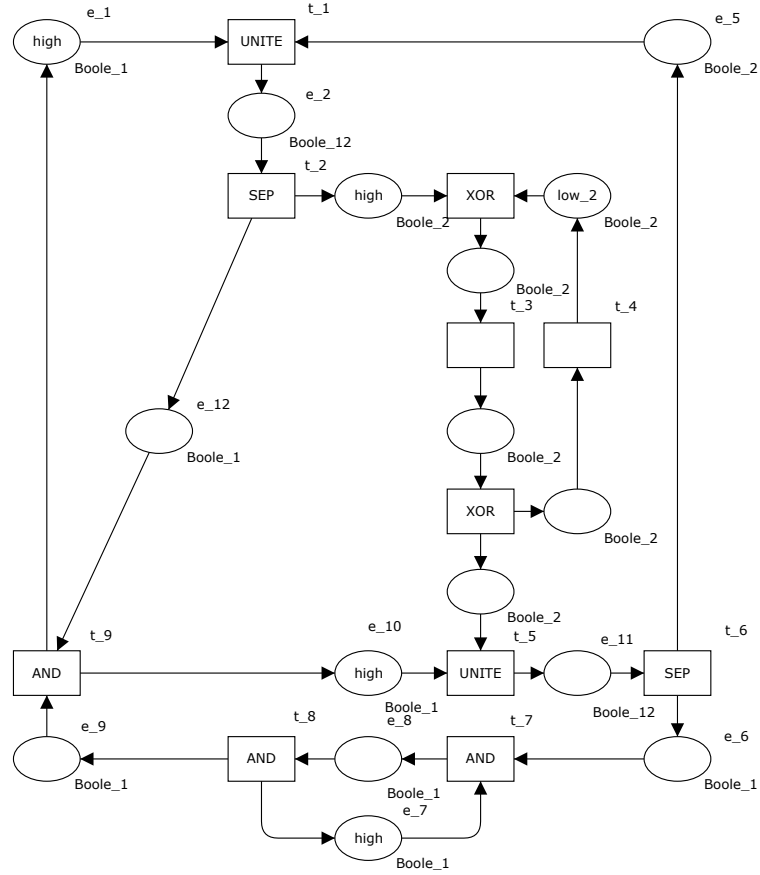 e_1
t_1
e_5
high
UNITE
Boole_1
Boole_2
e_2
Boole_12
t_2
SEP
high
XOR
low_2
Boole_2
Boole_2
Boole_2
t_3
t_4
e_12
Boole_1
Boole_2
XOR
Boole_2
Boole_2
e_10
t_9
t_5
e_11
t_6
AND
high
UNITE
SEP
Boole_1
Boole_12
e_9
t_8
e_8
t_7
e_6
AND
AND
Boole_1
Boole_1
Boole_1
e_7
high
Boole_1